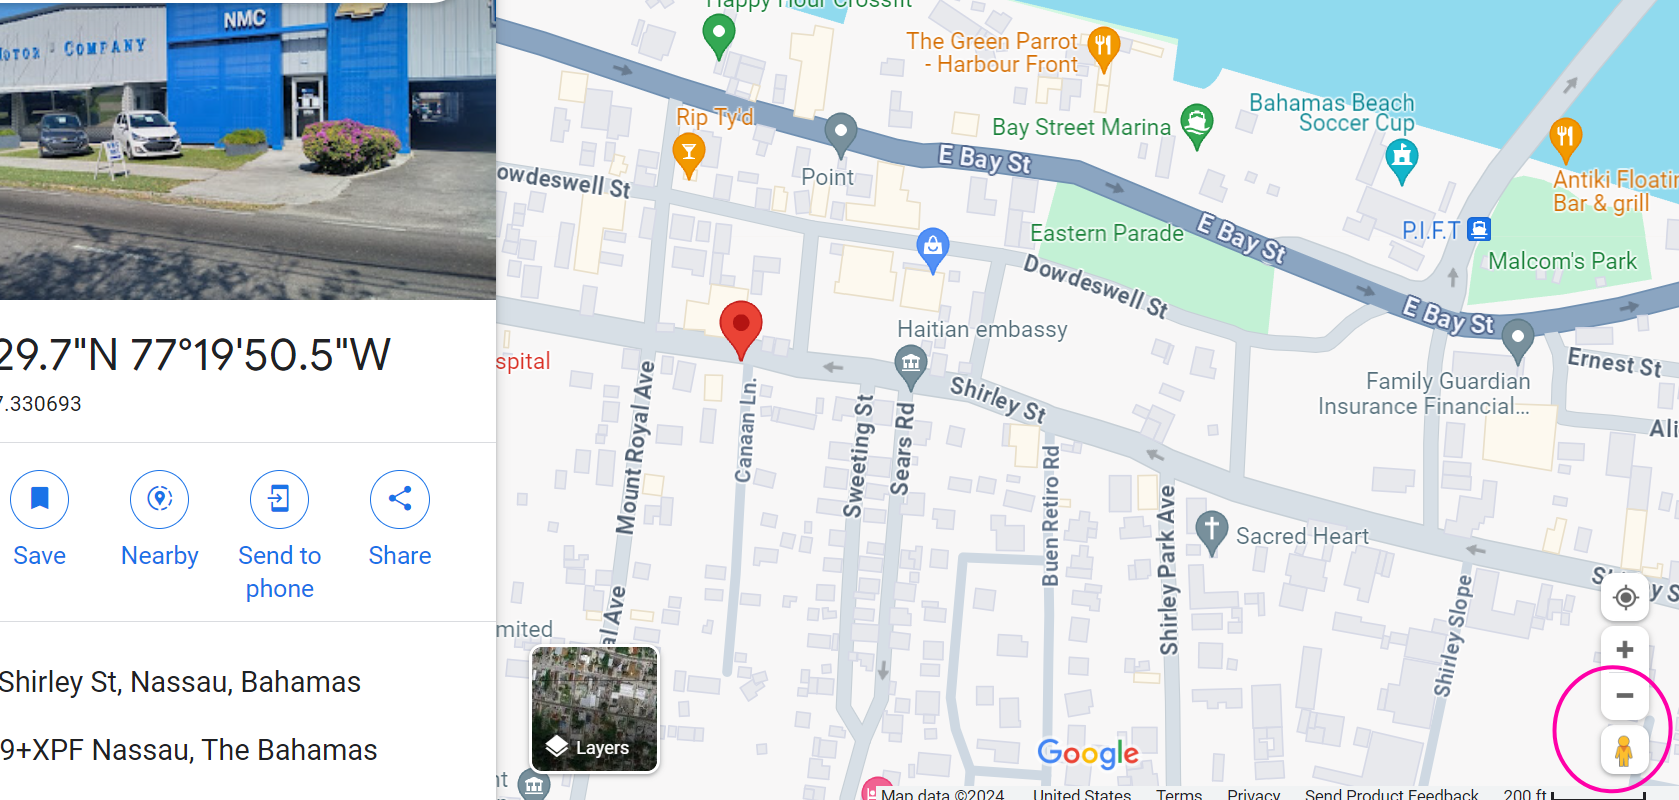 NMC
MOTOR COMPANY
29.7"N 77°19'50.5"W
7.330693
Save
Nearby
Send to
phone
Share
Shirley St, Nassau, Bahamas
9+XPF Nassau, The Bahamas
Happy Hour Crossfit
The Green Parrot
- Harbour Front
Rip Ty'd
Bay Street Marina
Bahamas Beach
Soccer Cup
Point
E Bay St
owdeswell St
Antiki Floatin
Bar & grill
P.I.F.T
Eastern Parade
E Bay St
Malcom's Park
Dowdeswell St
E Bay St
Haitian embassy
spital
Ernest St
Family Guardian
Insurance Financial...
Shirley St
Mount Royal Ave
Canaan Ln.
Sweeting St
Sears Rd
Ali
Buen Retiro Rd
Shirley Park Ave
Sacred Heart
Shirley Slope
al Ave
mited
Layers
Google
nt
Map data ©2024
United States
Terms
Privacy
Send Product Feedback
200 ft